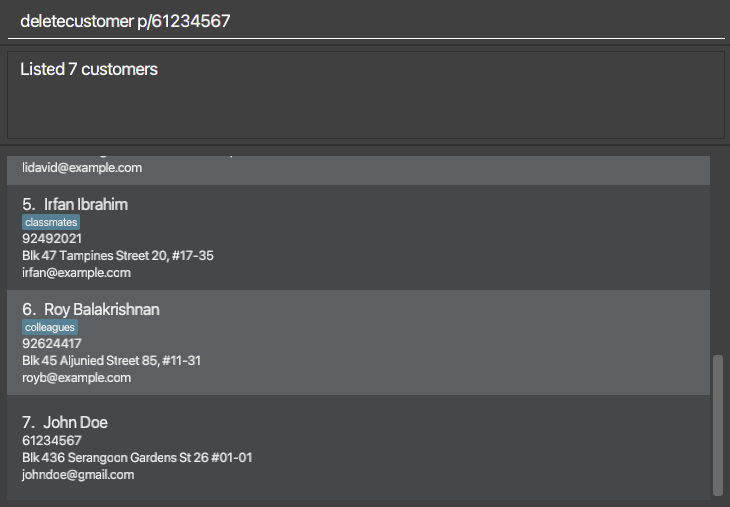 deletecustomer p/61234567
Listed 7 customers
lidavid@example.com
5. Irfan Ibrahim
classmates
92492021
Blk 47 Tampines Street 20, #17-35
irfan@example.com
6. Roy Balakrishnan
colleagues
92624417
Blk 45 Aljunied Street 85, #11-31
royb@example.com
7. John Doe
61234567
Blk 436 Serangoon Gardens St 26 #01-01
johndoe@gmail.com